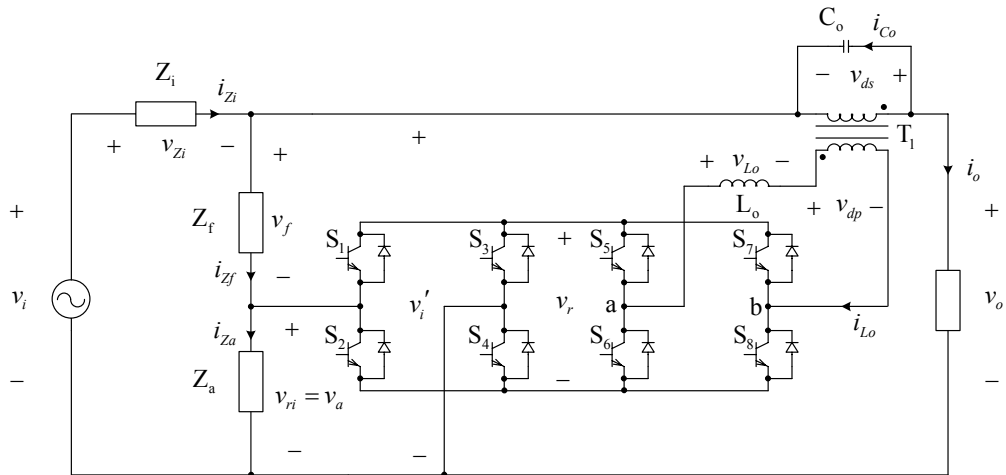 C_o
i_Co
− v_ds +
Z_i
i_Zi
+ v_Zi −
T_1
+ v_Lo −
L_o
+ v_dp −
i_o
+
+
Z_f
v_f
i_Zf
−
S_1
S_3
+
S_5
S_7
+
v_i
v_i′
v_r
a
b
+
v_o
i_Za
+
S_2
S_4
S_6
S_8
i_Lo
−
Z_a
v_ri = v_a
−
−
−
−